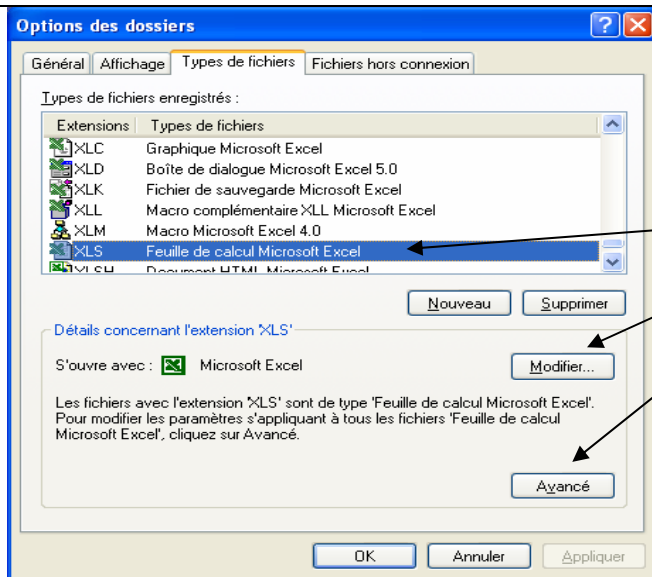 Options des dossiers
Général Affichage Types de fichiers Fichiers hors connexion
Types de fichiers enregistrés :
Extensions Types de fichiers
XLC Graphique Microsoft Excel
XLD Boîte de dialogue Microsoft Excel 5.0
XLK Fichier de sauvegarde Microsoft Excel
XLL Macro complémentaire XLL Microsoft Excel
XLM Macro Microsoft Excel 4.0
XLS Feuille de calcul Microsoft Excel
XLSH Document HTML Microsoft Excel
Nouveau Supprimer
Détails concernant l'extension 'XLS'
S'ouvre avec : Microsoft Excel
Modifier...
Les fichiers avec l'extension 'XLS' sont de type 'Feuille de calcul Microsoft Excel'.
Pour modifier les paramètres s'appliquant à tous les fichiers 'Feuille de calcul
Microsoft Excel', cliquez sur Avancé.
Avancé
OK Annuler Appliquer